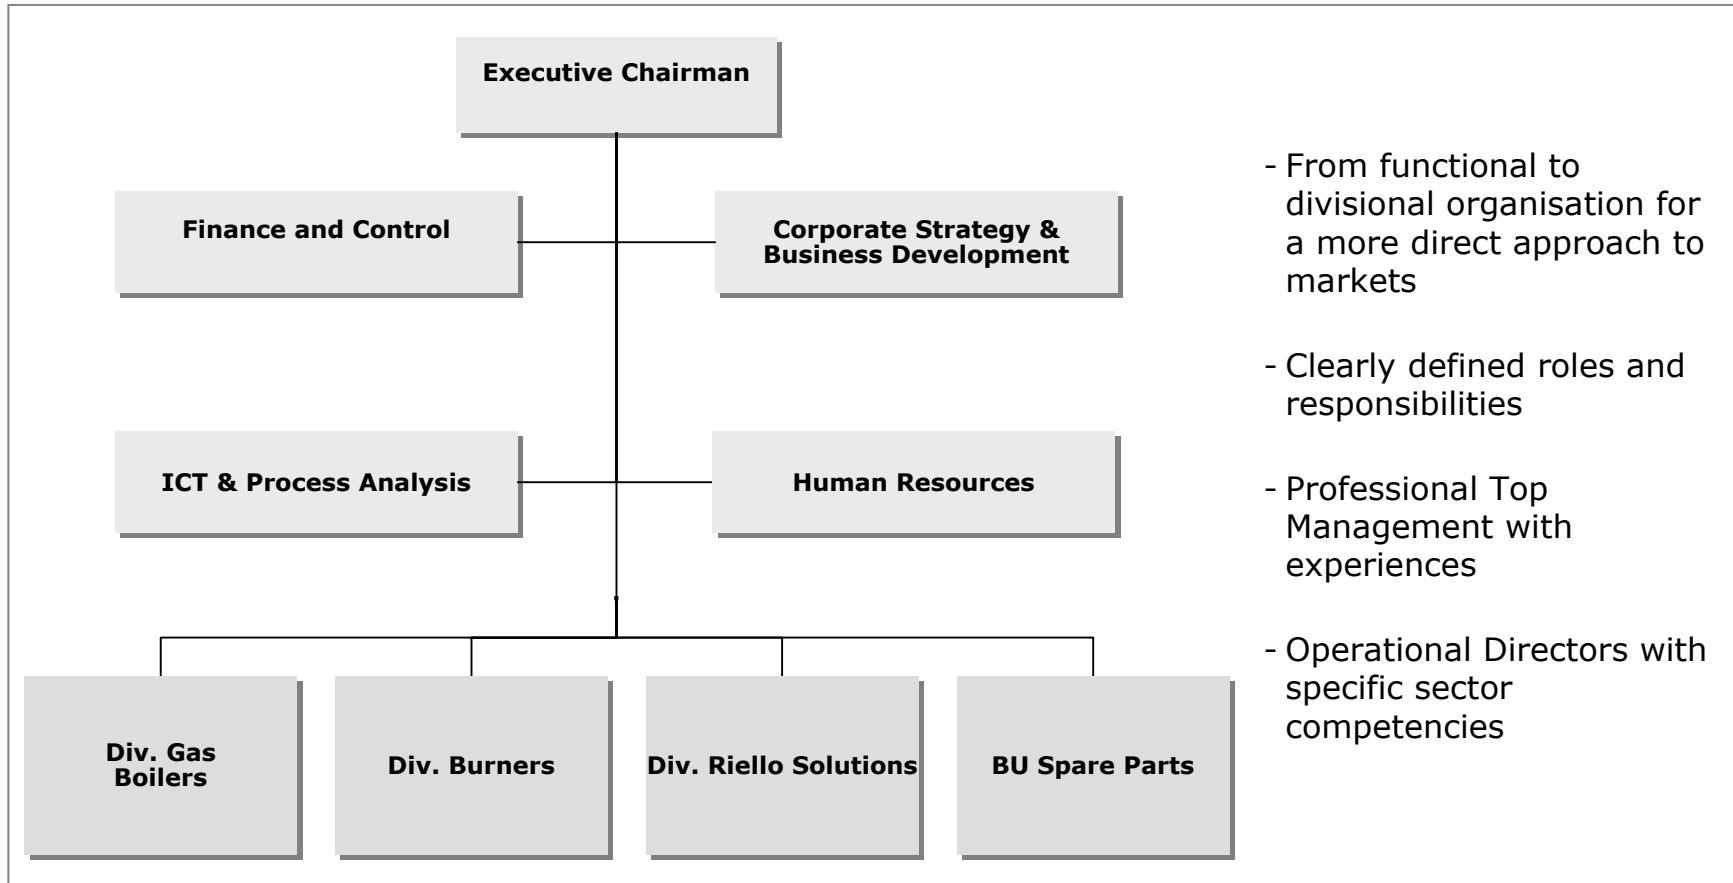 Executive Chairman
Finance and Control
Corporate Strategy &
Business Development
ICT & Process Analysis
Human Resources
Div. Gas
Boilers
Div. Burners
Div. Riello Solutions
BU Spare Parts
- From functional to
divisional organisation for
a more direct approach to
markets
- Clearly defined roles and
responsibilities
- Professional Top
Management with
experiences
- Operational Directors with
specific sector
competencies